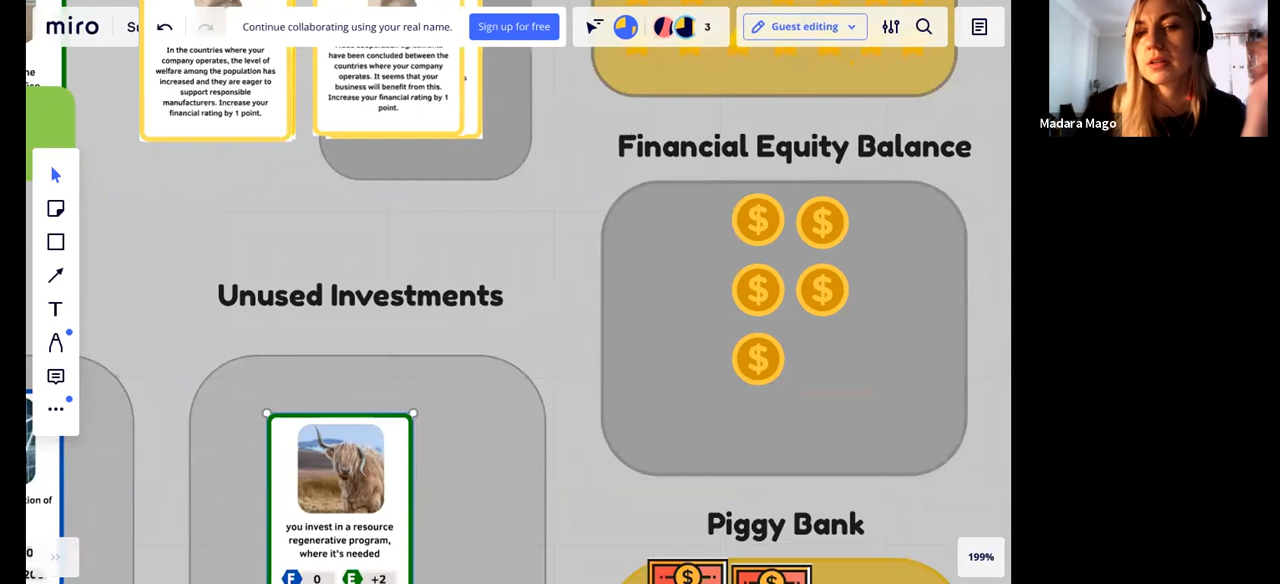 miro
Su
Continue collaborating using your real name.
Sign up for free
3
Guest editing
In the countries where your
company operates, the level of
welfare among the population has
increased and they are eager to
support responsible
manufacturers. Increase your
financial rating by 1 point.
have been concluded between the
countries where your company
operates. It seems that your
business will benefit from this.
Increase your financial rating by 1
point.
Madara Mago
Financial Equity Balance
$ $
$ $
$
T
Unused Investments
you invest in a resource
regenerative program,
where it's needed
F 0 E +2
on of
Piggy Bank
$ $
199%